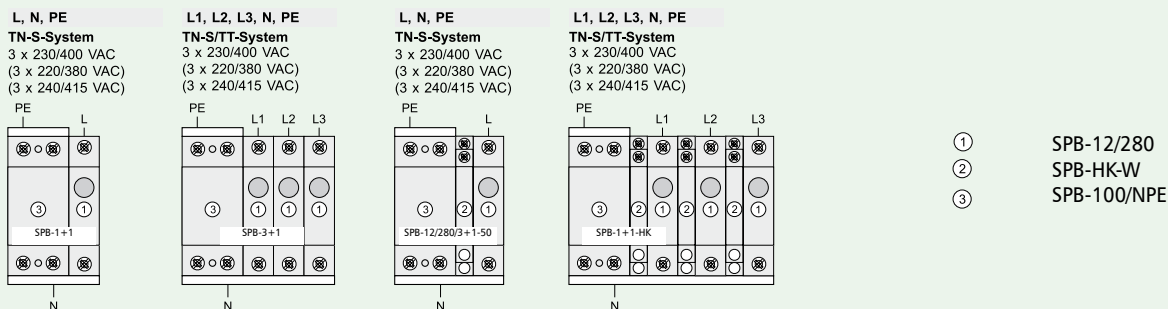 L, N, PE
TN-S-System
3 x 230/400 VAC
(3 x 220/380 VAC)
(3 x 240/415 VAC)
PE
L
3
1
SPB-1+1
N
L1, L2, L3, N, PE
TN-S/TT-System
3 x 230/400 VAC
(3 x 220/380 VAC)
(3 x 240/415 VAC)
PE
L1 L2 L3
3 1 1 1
SPB-3+1
N
L, N, PE
TN-S-System
3 x 230/400 VAC
(3 x 220/380 VAC)
(3 x 240/415 VAC)
PE
L
3 2 1
SPB-12/280/3+1-50
N
L1, L2, L3, N, PE
TN-S/TT-System
3 x 230/400 VAC
(3 x 220/380 VAC)
(3 x 240/415 VAC)
PE
L1 L2 L3
3 2 1 2 1 2 1
SPB-1+1-HK
N
1 SPB-12/280
2 SPB-HK-W
3 SPB-100/NPE